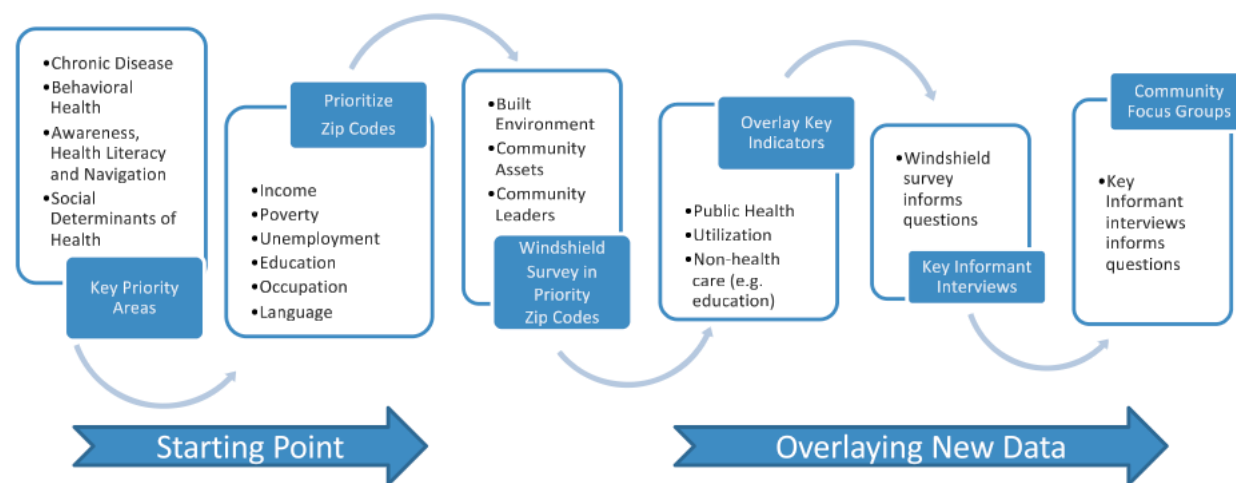 •Chronic Disease
•Behavioral
Health
•Awareness,
Health Literacy
and Navigation
•Social
Determinants of
Health
Key Priority
Areas
Prioritize
Zip Codes
•Income
•Poverty
•Unemployment
•Education
•Occupation
•Language
•Built
Environment
•Community
Assets
•Community
Leaders
Windshield
Survey in
Priority
Zip Codes
Overlay Key
Indicators
•Public Health
•Utilization
•Non-health
care (e.g.
education)
•Windshield
survey
informs
questions
Key Informant
Interviews
Community
Focus Groups
•Key
Informant
interviews
informs
questions
Starting Point
Overlaying New Data